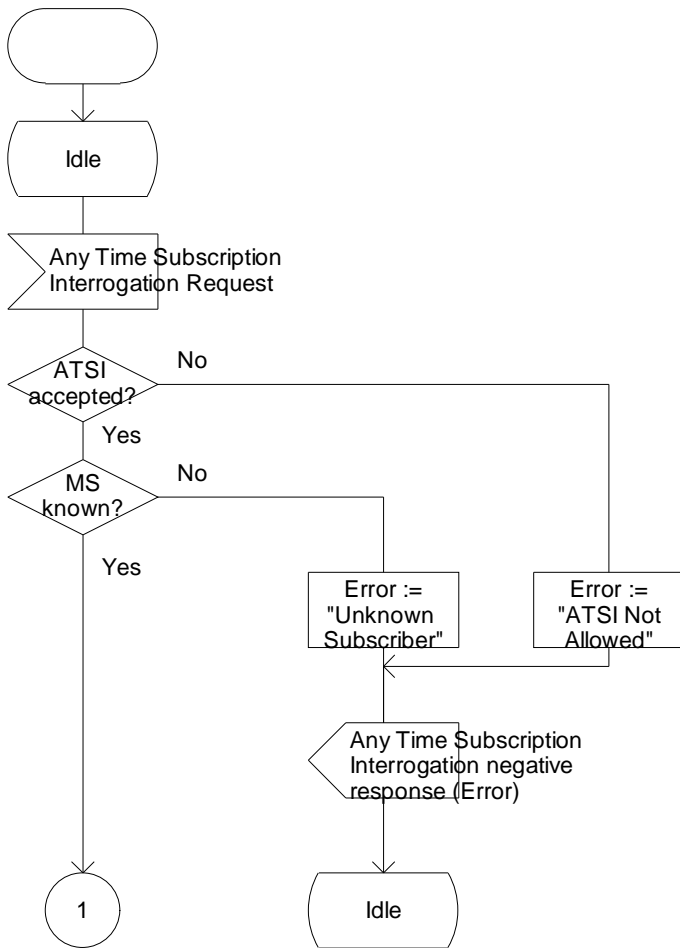 Idle
Any Time Subscription
Interrogation Request
ATSI
accepted?
No
Yes
MS
known?
No
Yes
Error :=
"Unknown
Subscriber"
Error :=
"ATSI Not
Allowed"
Any Time Subscription
Interrogation negative
response (Error)
1
Idle